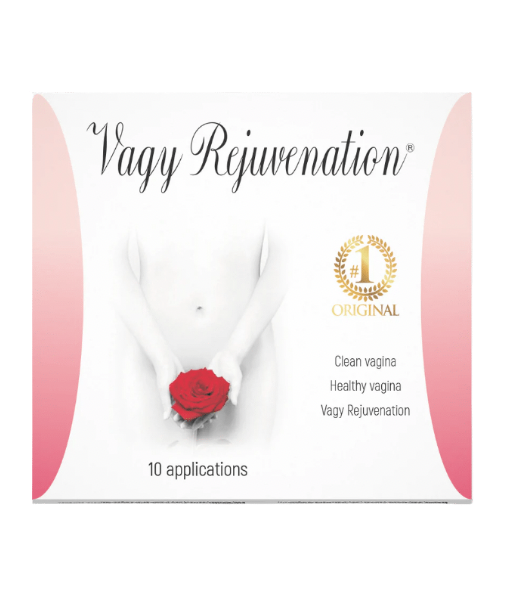 Vagy Rejuvenation®
#1
ORIGINAL
Clean vagina
Healthy vagina
Vagy Rejuvenation
10 applications